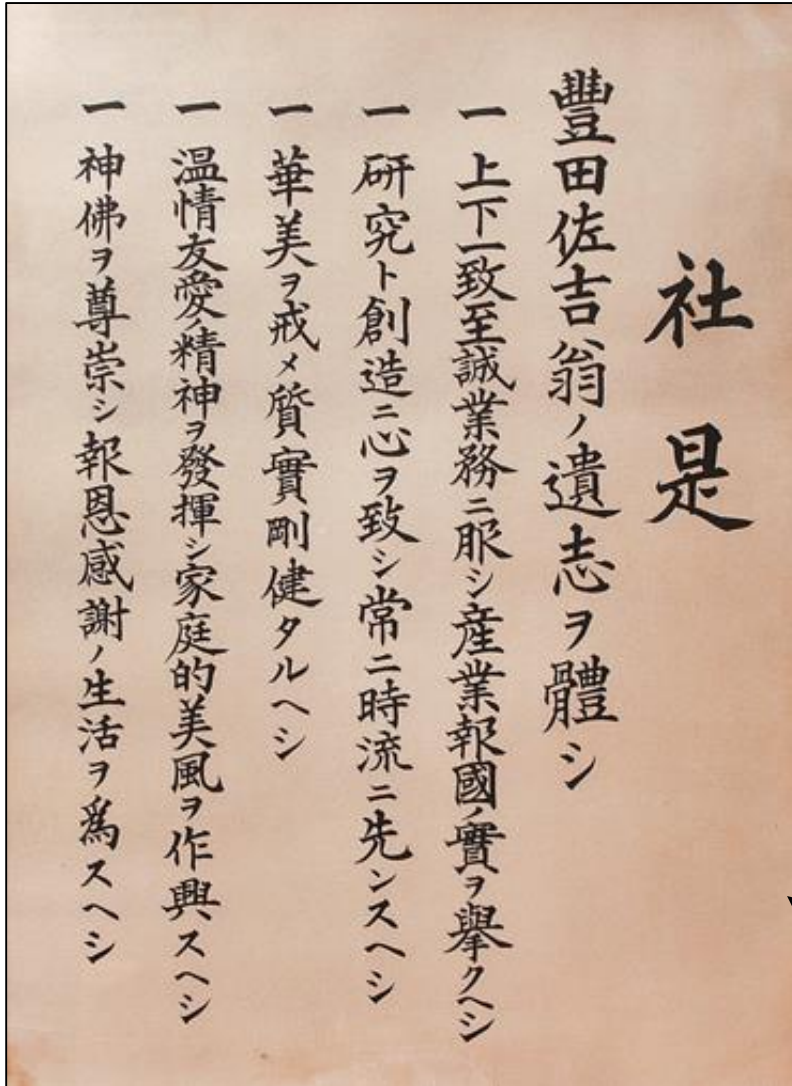 社是
豐田佐吉翁ノ遺志ヲ體シ
一 上下一致至誠業務ニ服シ産業報國ノ實ヲ擧クヘシ
一 研究ト創造ニ心ヲ致シ常ニ時流ニ先ンスヘシ
一 華美ヲ戒メ質實剛健タルヘシ
一 温情友愛ノ精神ヲ發揮シ家庭的美風ヲ作興スヘシ
一 神佛ヲ尊崇シ報恩感謝ノ生活ヲ爲スヘシ